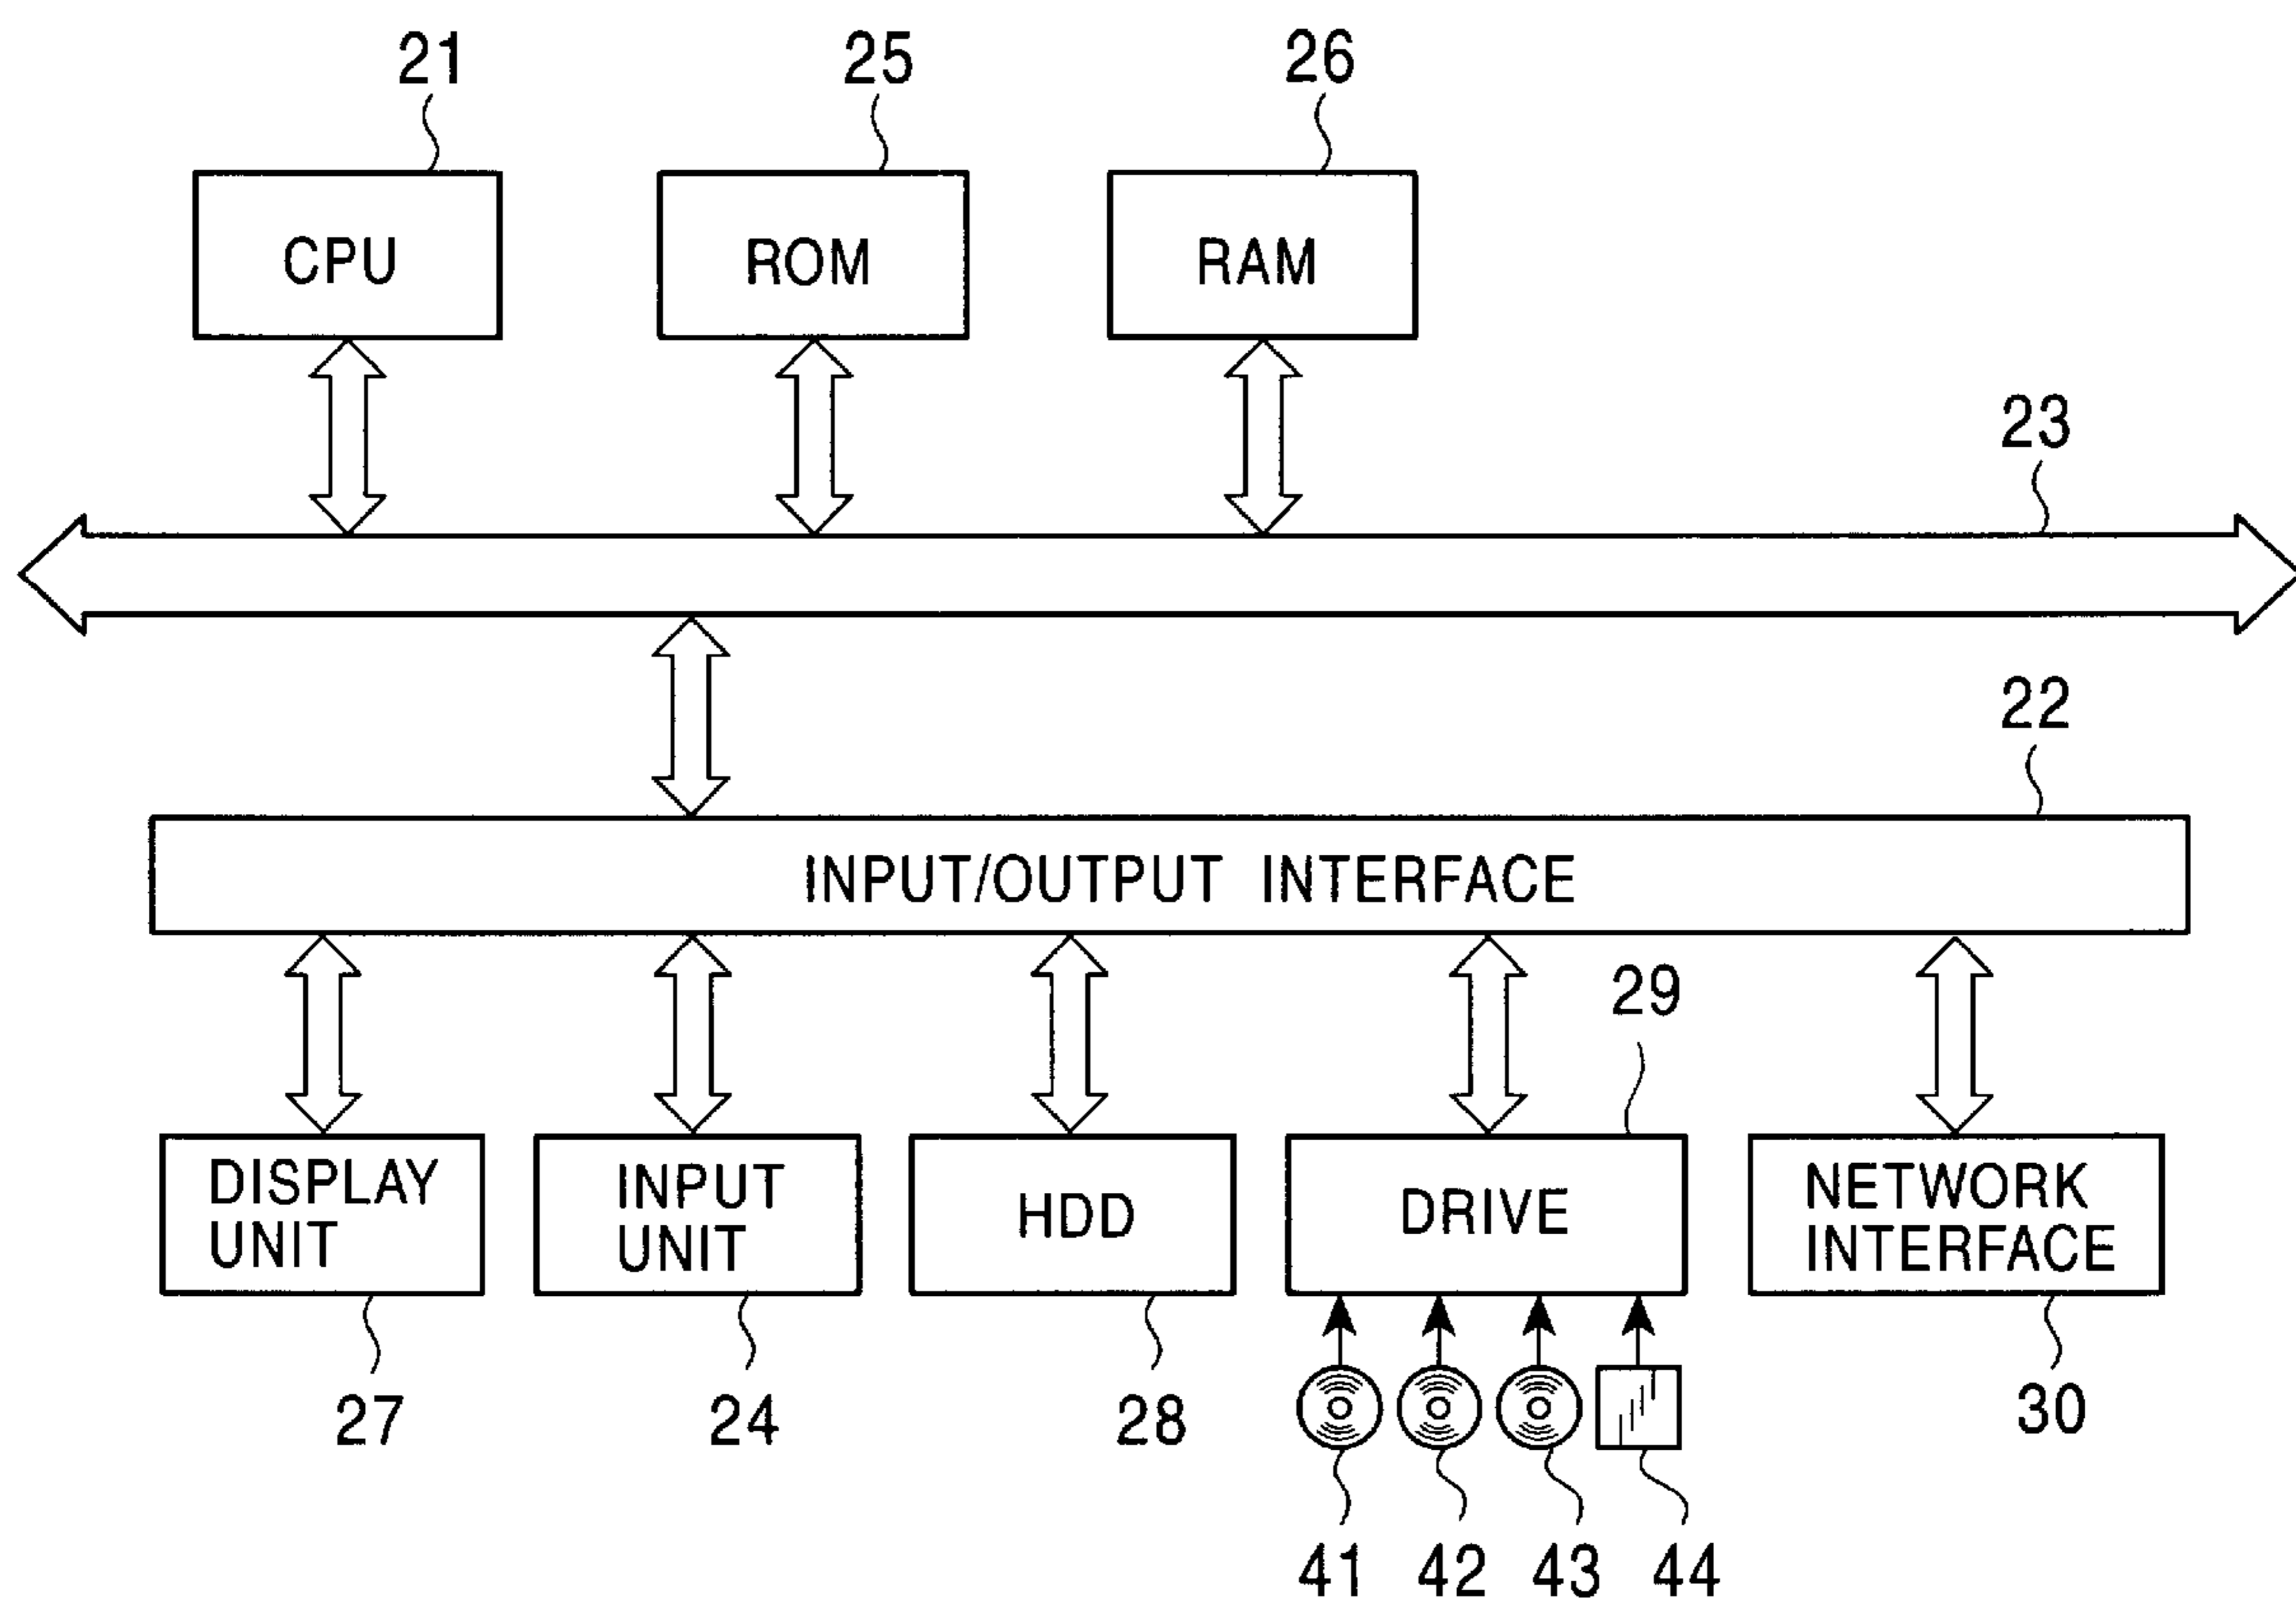 21
25
26
CPU
ROM
RAM
23
22
INPUT/OUTPUT INTERFACE
29
DISPLAY
UNIT
INPUT
UNIT
HDD
DRIVE
NETWORK
INTERFACE
27
24
28
30
41
42
43
44